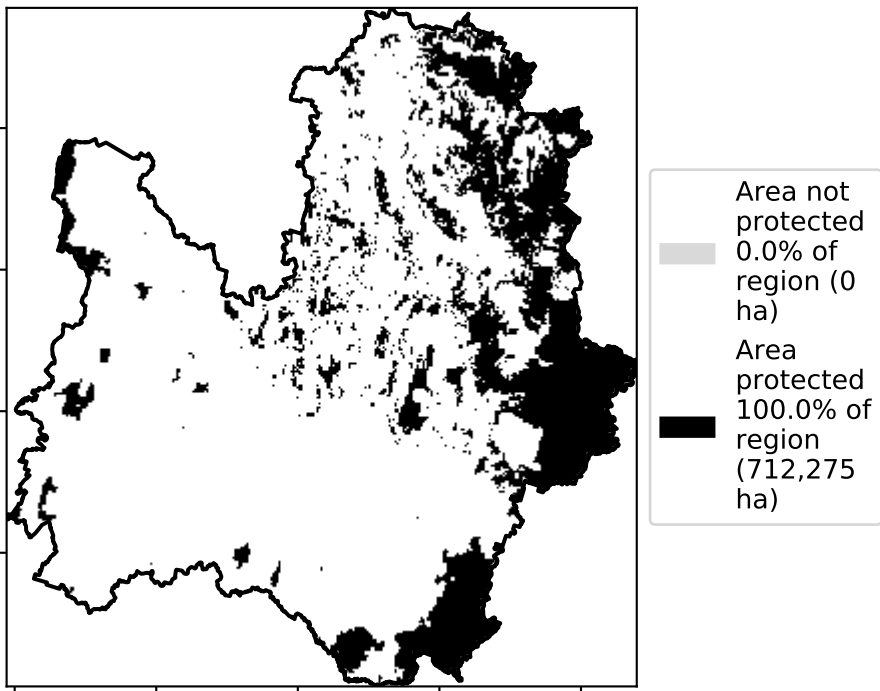 Area not
protected
0.0% of
region (0
ha)
Area
protected
100.0% of
region
(712,275
ha)